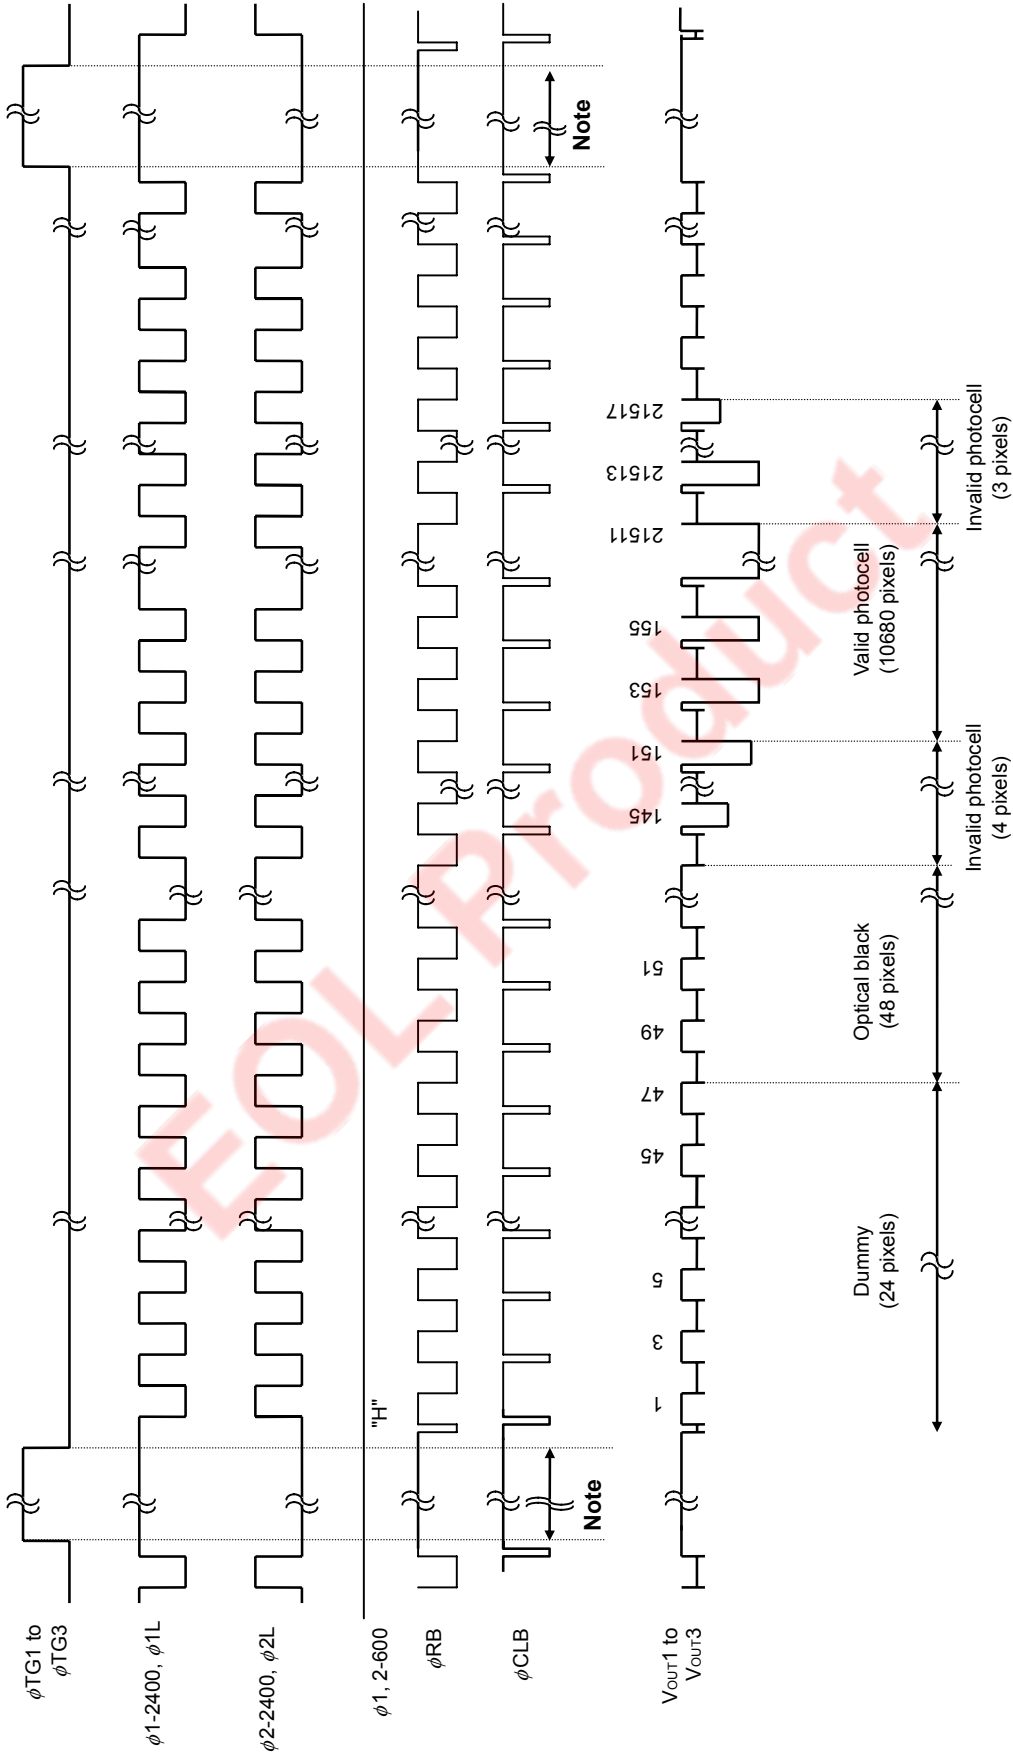 φTG1 to
φTG3
φ1-2400, φ1L
φ2-2400, φ2L
φ1, 2-600
"H"
φRB
φCLB
Note
Note
VOUT1 to
VOUT3
1
3
5
45
47
49
51
145
151
153
155
21511
21513
21517
Dummy
(24 pixels)
Optical black
(48 pixels)
Invalid photocell
(4 pixels)
Valid photocell
(10680 pixels)
Invalid photocell
(3 pixels)
EOL Product